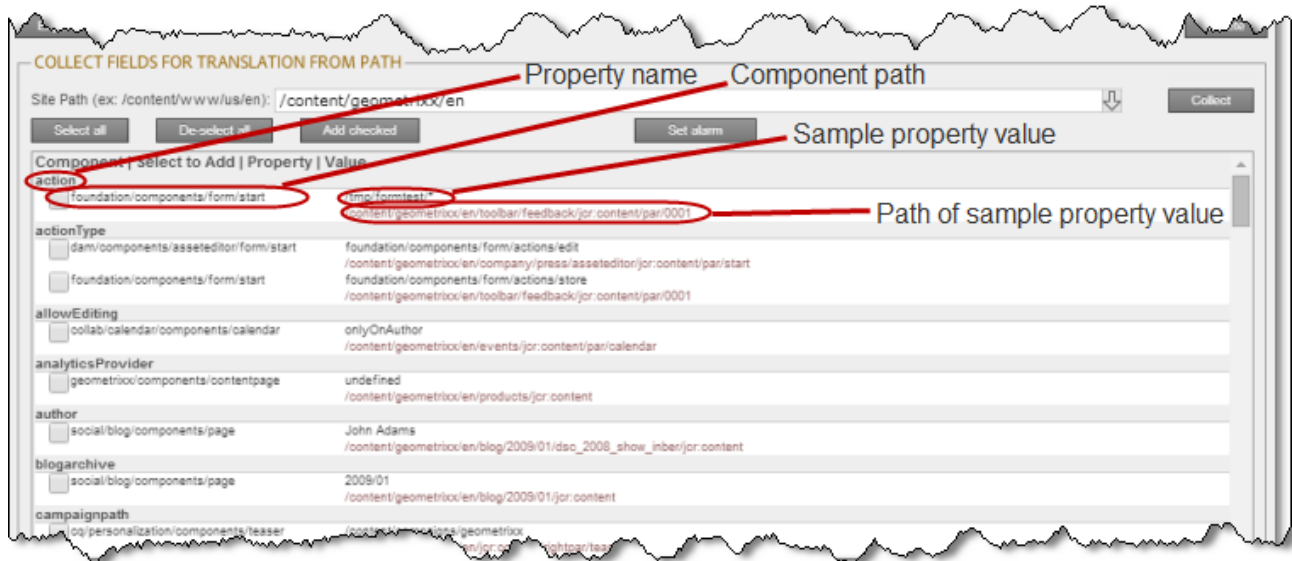 COLLECT FIELDS FOR TRANSLATION FROM PATH
Property name
Component path
Site Path (ex: /content/www/us/en): /content/geometrixx/en
Collect
Select all
De-select all
Add checked
Set alarm
Sample property value
Component | Select to Add | Property | Value
action
foundation/components/form/start
/tmp/formtest/*
/content/geometrixx/en/toolbar/feedback/jcr:content/par/0001
Path of sample property value
actionType
dam/components/asseteditor/form/start
foundation/components/form/actions/edit
/content/geometrixx/en/company/press/asseteditor/jcr:content/par/start
foundation/components/form/start
foundation/components/form/actions/store
/content/geometrixx/en/toolbar/feedback/jcr:content/par/0001
allowEditing
collab/calendar/components/calendar
onlyOnAuthor
/content/geometrixx/en/events/jcr:content/par/calendar
analyticsProvider
geometrixx/components/contentpage
undefined
/content/geometrixx/en/products/jcr:content
author
social/blog/components/page
John Adams
/content/geometrixx/en/blog/2009/01/dsc_2008_show_inber/jcr:content
blogarchive
social/blog/components/page
2009/01
/content/geometrixx/en/blog/2009/01/jcr:content
campaignpath
cq/personalization/components/teaser
/content/campaigns/geometrixx